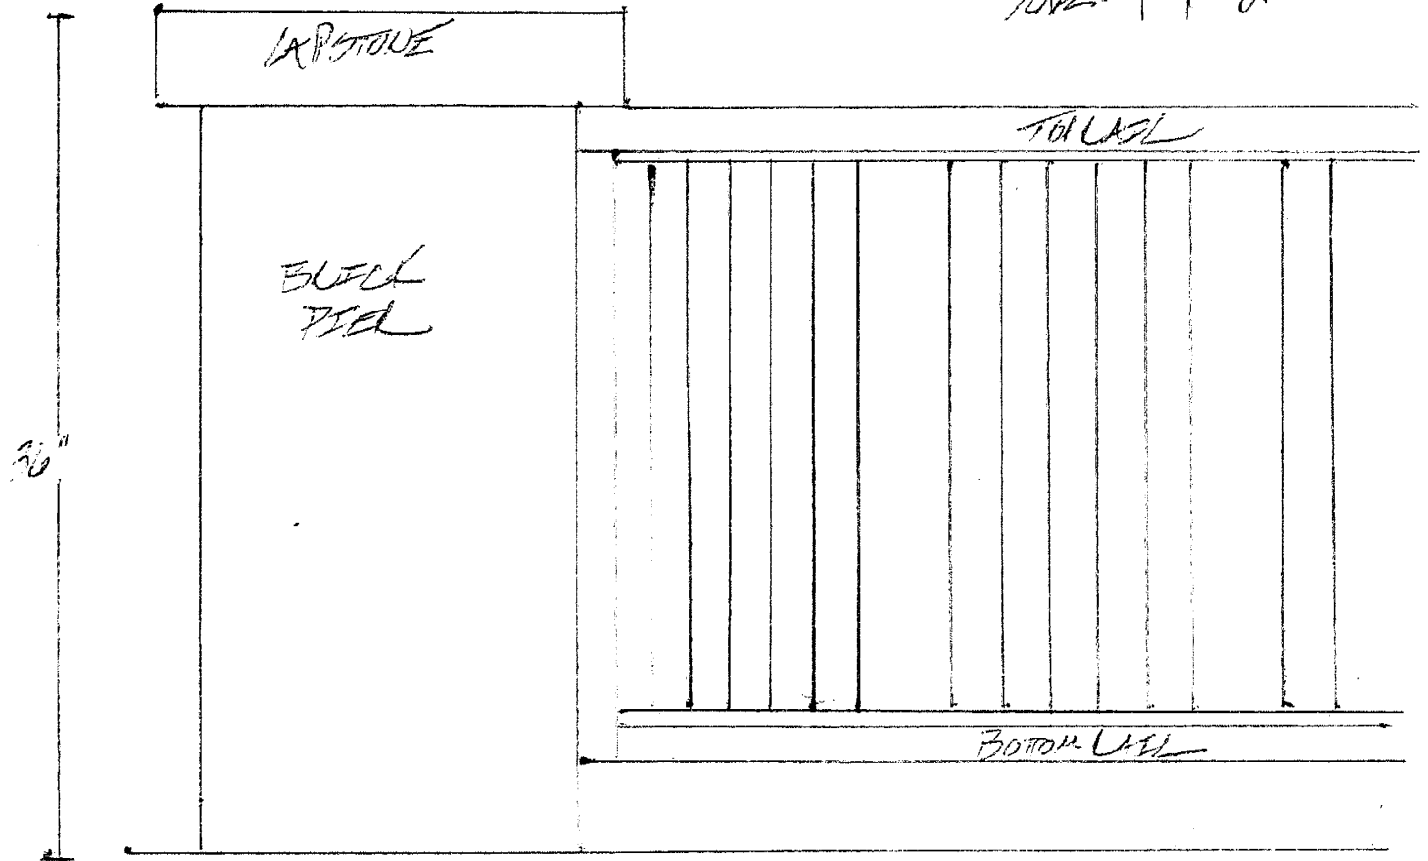 CAPSTONE
TOP RAIL
BRICK
PIER
36"
BOTTOM RAIL